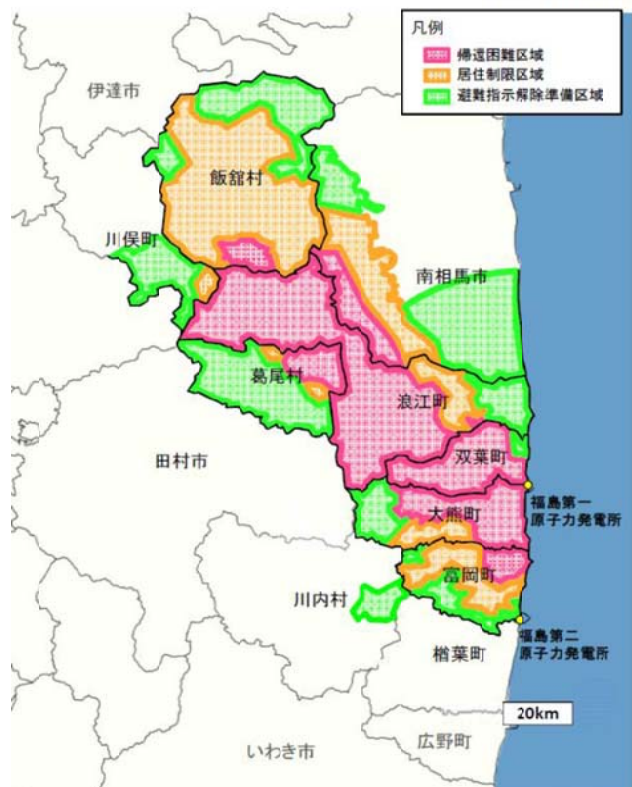 凡例
帰還困難区域
居住制限区域
避難指示解除準備区域
伊達市
飯舘村
川俣町
南相馬市
葛尾村
浪江町
田村市
双葉町
福島第一
原子力発電所
大熊町
富岡町
川内村
福島第二
原子力発電所
楢葉町
20km
広野町
いわき市